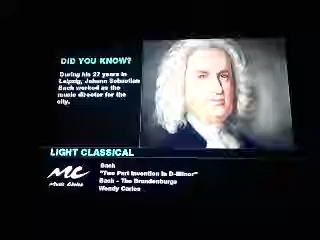 DID YOU KNOW?
During his 27 years in
Leipzig, Johann Sebastian
Bach worked as the
music director for the
city.
LIGHT CLASSICAL
Bach
"Two Part Invention in D-Minor"
Bach - The Brandenburgs
Wendy Carlos
MC
Music Choice